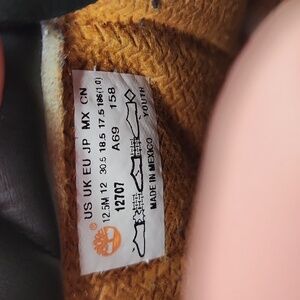 US UK EU JP MX CN
12.5M 12 30.5 18.5 17.5 186(1.0)
12707 A69 158
YOUTH
MADE IN MEXICO